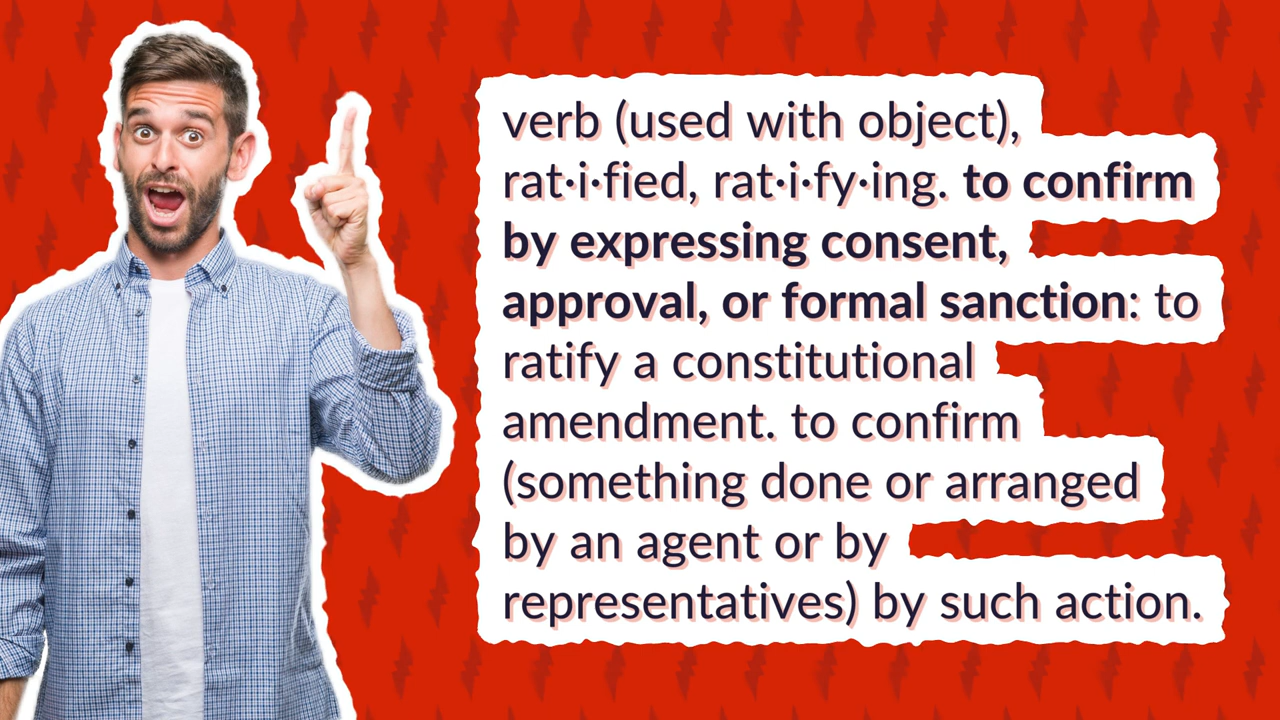 verb (used with object),
rat·i·fied, rat·i·fy·ing. to confirm
by expressing consent,
approval, or formal sanction: to
ratify a constitutional
amendment. to confirm
(something done or arranged
by an agent or by
representatives) by such action.